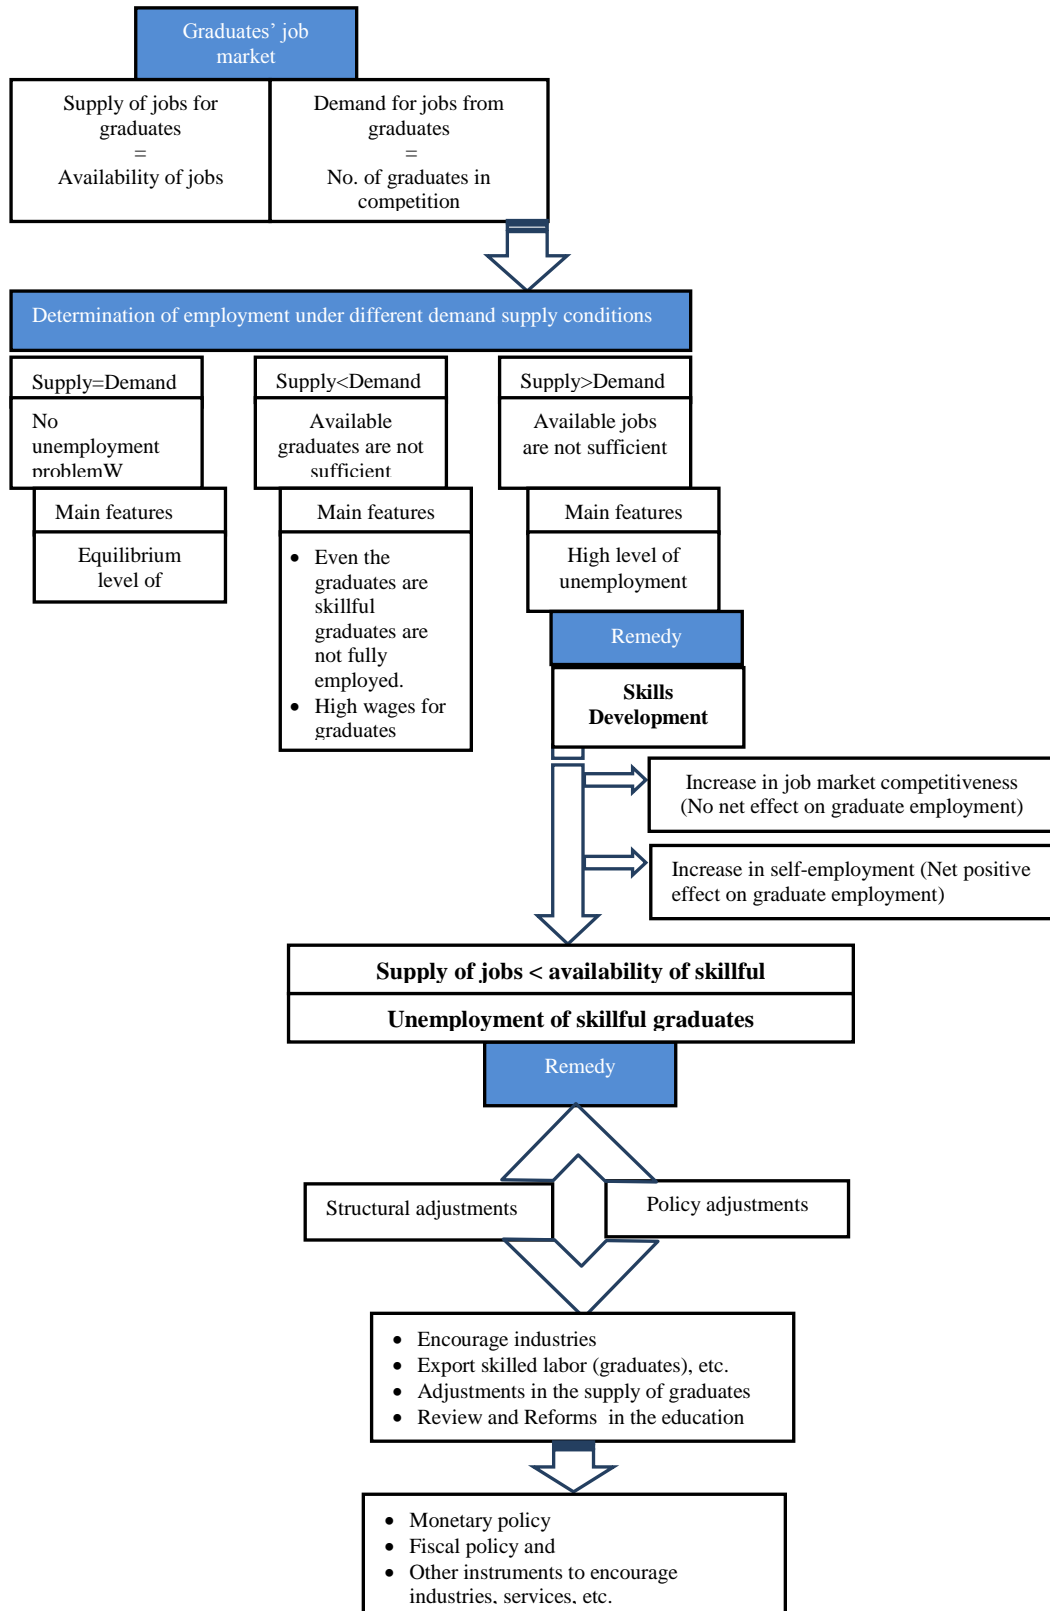 Graduates’ job
market
Supply of jobs for
graduates
=
Availability of jobs
Demand for jobs from
graduates
=
No. of graduates in
competition
Determination of employment under different demand supply conditions
Supply=Demand
No
unemployment
problemW
Main features
Equilibrium
level of
Supply<Demand
Available
graduates are not
sufficient
Main features
• Even the
graduates are
skillful
graduates are
not fully
employed.
• High wages for
graduates
Supply>Demand
Available jobs
are not sufficient
Main features
High level of
unemployment
Remedy
Skills
Development
Increase in job market competitiveness
(No net effect on graduate employment)
Increase in self-employment (Net positive
effect on graduate employment)
Supply of jobs < availability of skillful
Unemployment of skillful graduates
Remedy
Structural adjustments
Policy adjustments
• Encourage industries
• Export skilled labor (graduates), etc.
• Adjustments in the supply of graduates
• Review and Reforms in the education
• Monetary policy
• Fiscal policy and
• Other instruments to encourage
industries, services, etc.